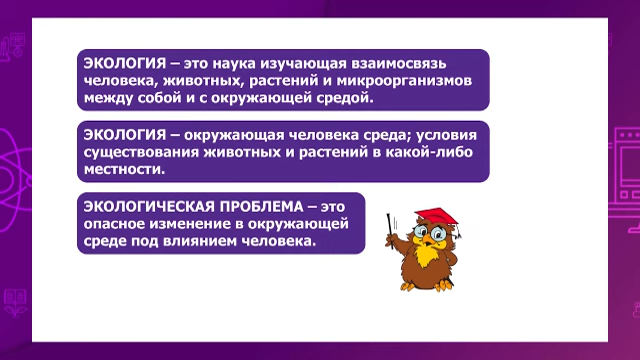 ЭКОЛОГИЯ – это наука изучающая взаимосвязь
человека, животных, растений и микроорганизмов
между собой и с окружающей средой.
ЭКОЛОГИЯ – окружающая человека среда; условия
существования животных и растений в какой-либо
местности.
ЭКОЛОГИЧЕСКАЯ ПРОБЛЕМА – это
опасное изменение в окружающей
среде под влиянием человека.